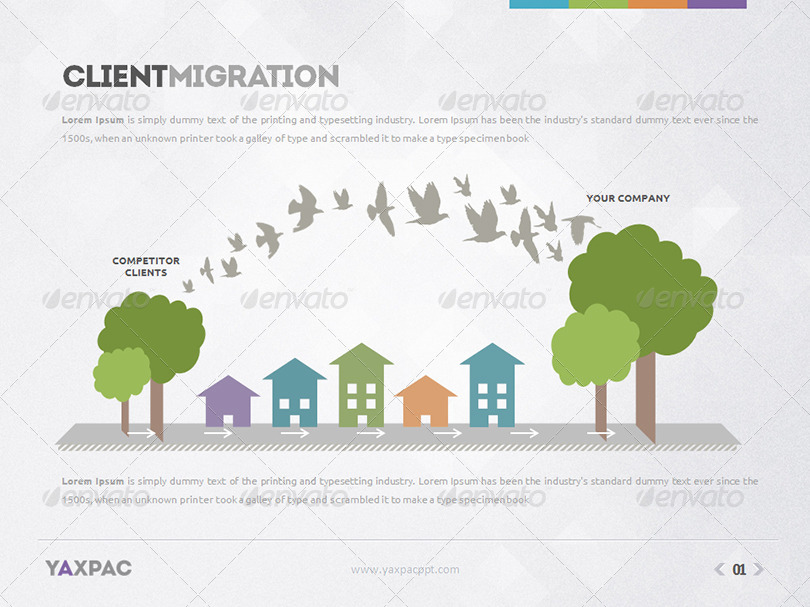 CLIENTMIGRATION
envato envato envato envato
Lorem Ipsum is simply dummy text of the printing and typesetting industry. Lorem Ipsum has been the industry's standard dummy text ever since the
1500s, when an unknown printer took a galley of type and scrambled it to make a type specimen book
YOUR COMPANY
COMPETITOR
CLIENTS
envato envato envato envato
Lorem Ipsum is simply dummy text of the printing and typesetting industry. Lorem Ipsum has been the industry's standard dummy text ever since the
1500s, when an unknown printer took a galley of type and scrambled it to make a type specimen book
envato envato envato envato
YAXPAC
www.yaxpacppt.com
01